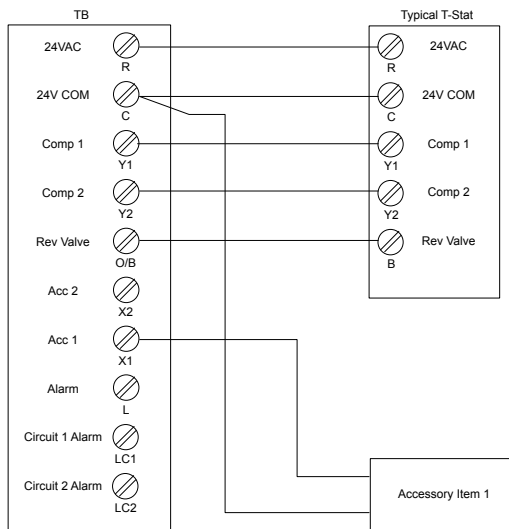 TB
Typical T-Stat
24VAC
R
24VAC
R
24V COM
C
24V COM
C
Comp 1
Y1
Comp 1
Y1
Comp 2
Y2
Comp 2
Y2
Rev Valve
O/B
Rev Valve
B
Acc 2
X2
Acc 1
X1
Alarm
L
Circuit 1 Alarm
LC1
Circuit 2 Alarm
LC2
Accessory Item 1